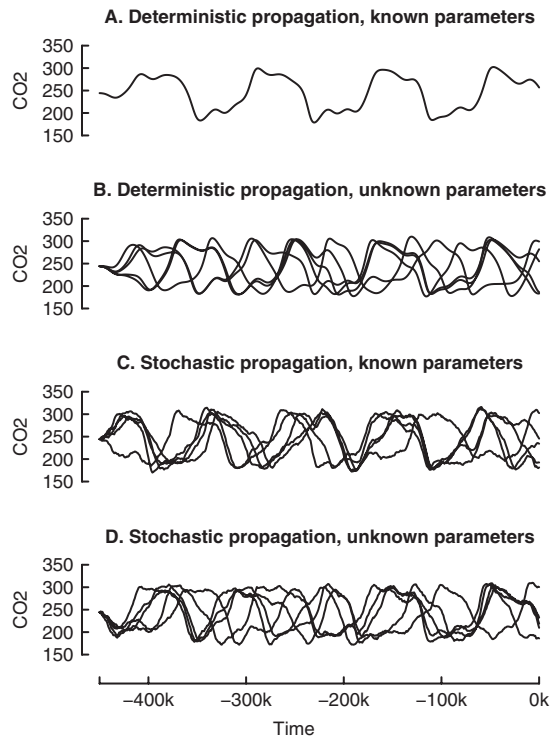 A. Deterministic propagation, known parameters
350
300
250
200
150
CO2
B. Deterministic propagation, unknown parameters
350
300
250
200
150
CO2
C. Stochastic propagation, known parameters
350
300
250
200
150
CO2
D. Stochastic propagation, unknown parameters
350
300
250
200
150
CO2
−400k −300k −200k −100k 0k
Time